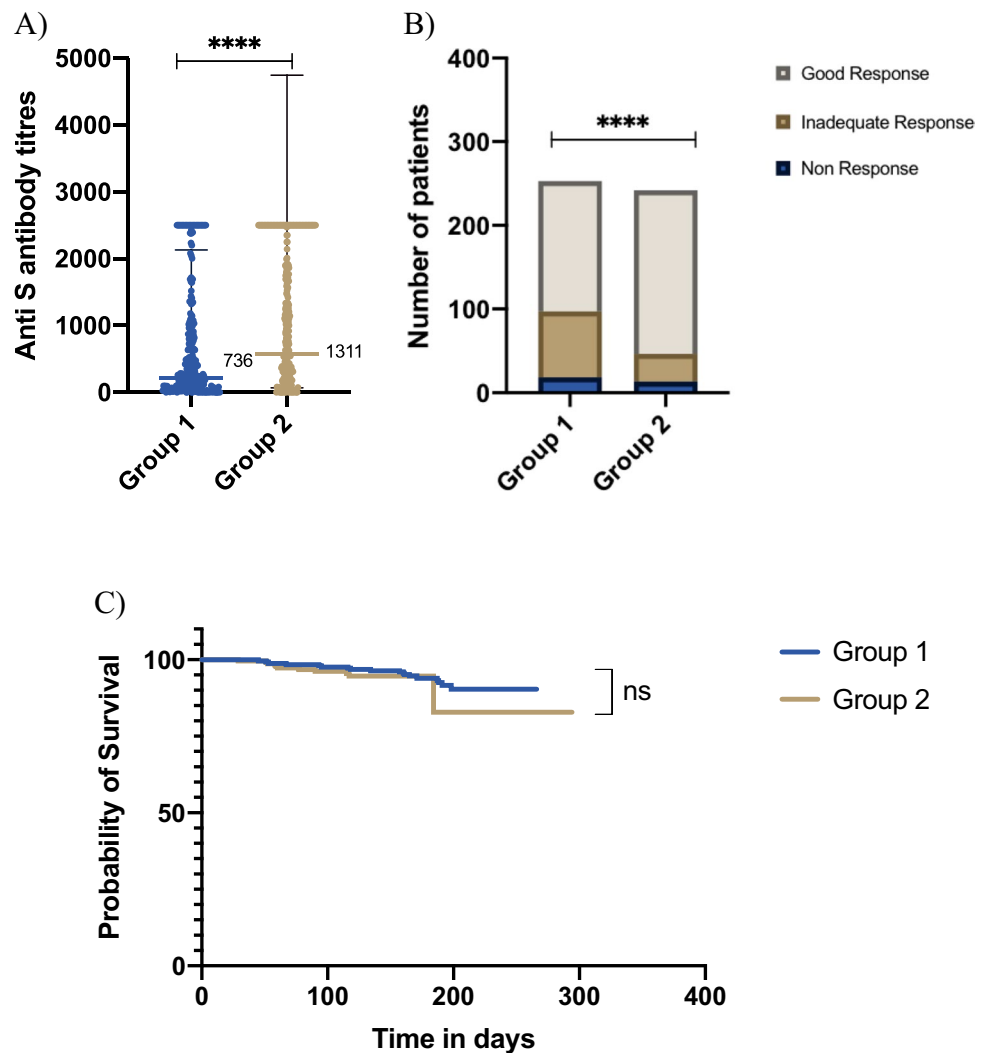 A)
****
5000
4000
3000
2000
1000
0
Anti S antibody titres
736
1311
Group 1
Group 2
B)
****
400
300
200
100
0
Number of patients
Group 1
Group 2
Good Response
Inadequate Response
Non Response
C)
100
50
0
Probability of Survival
ns
0 100 200 300 400
Time in days
Group 1
Group 2